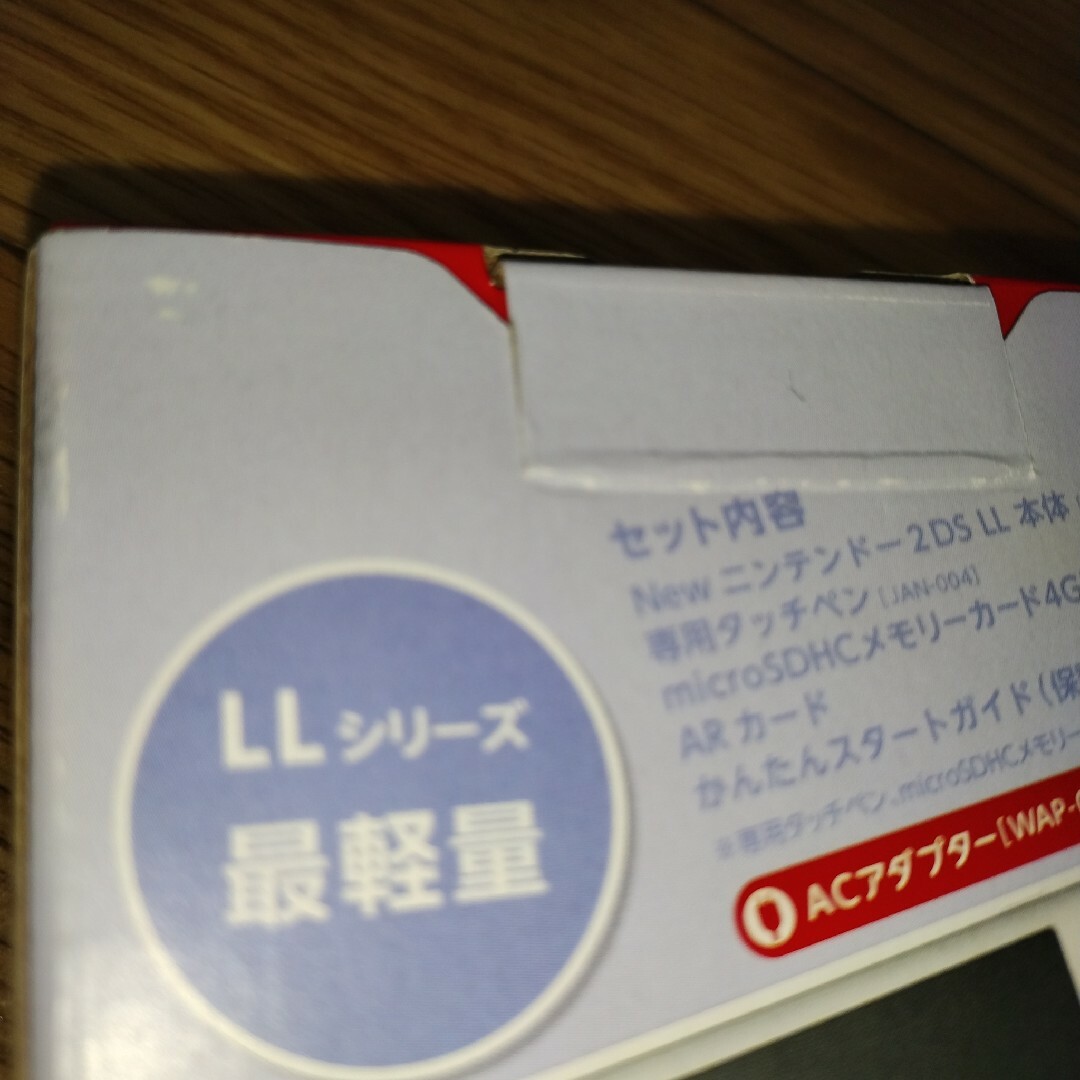 セット内容
New ニンテンドー2DS LL 本体
専用タッチペン [JAN-004]
microSDHCメモリーカード4G
ARカード
かんたんスタートガイド(保
※専用タッチペン、microSDHCメモリー
ACアダプター[WAP-
LLシリーズ
最軽量